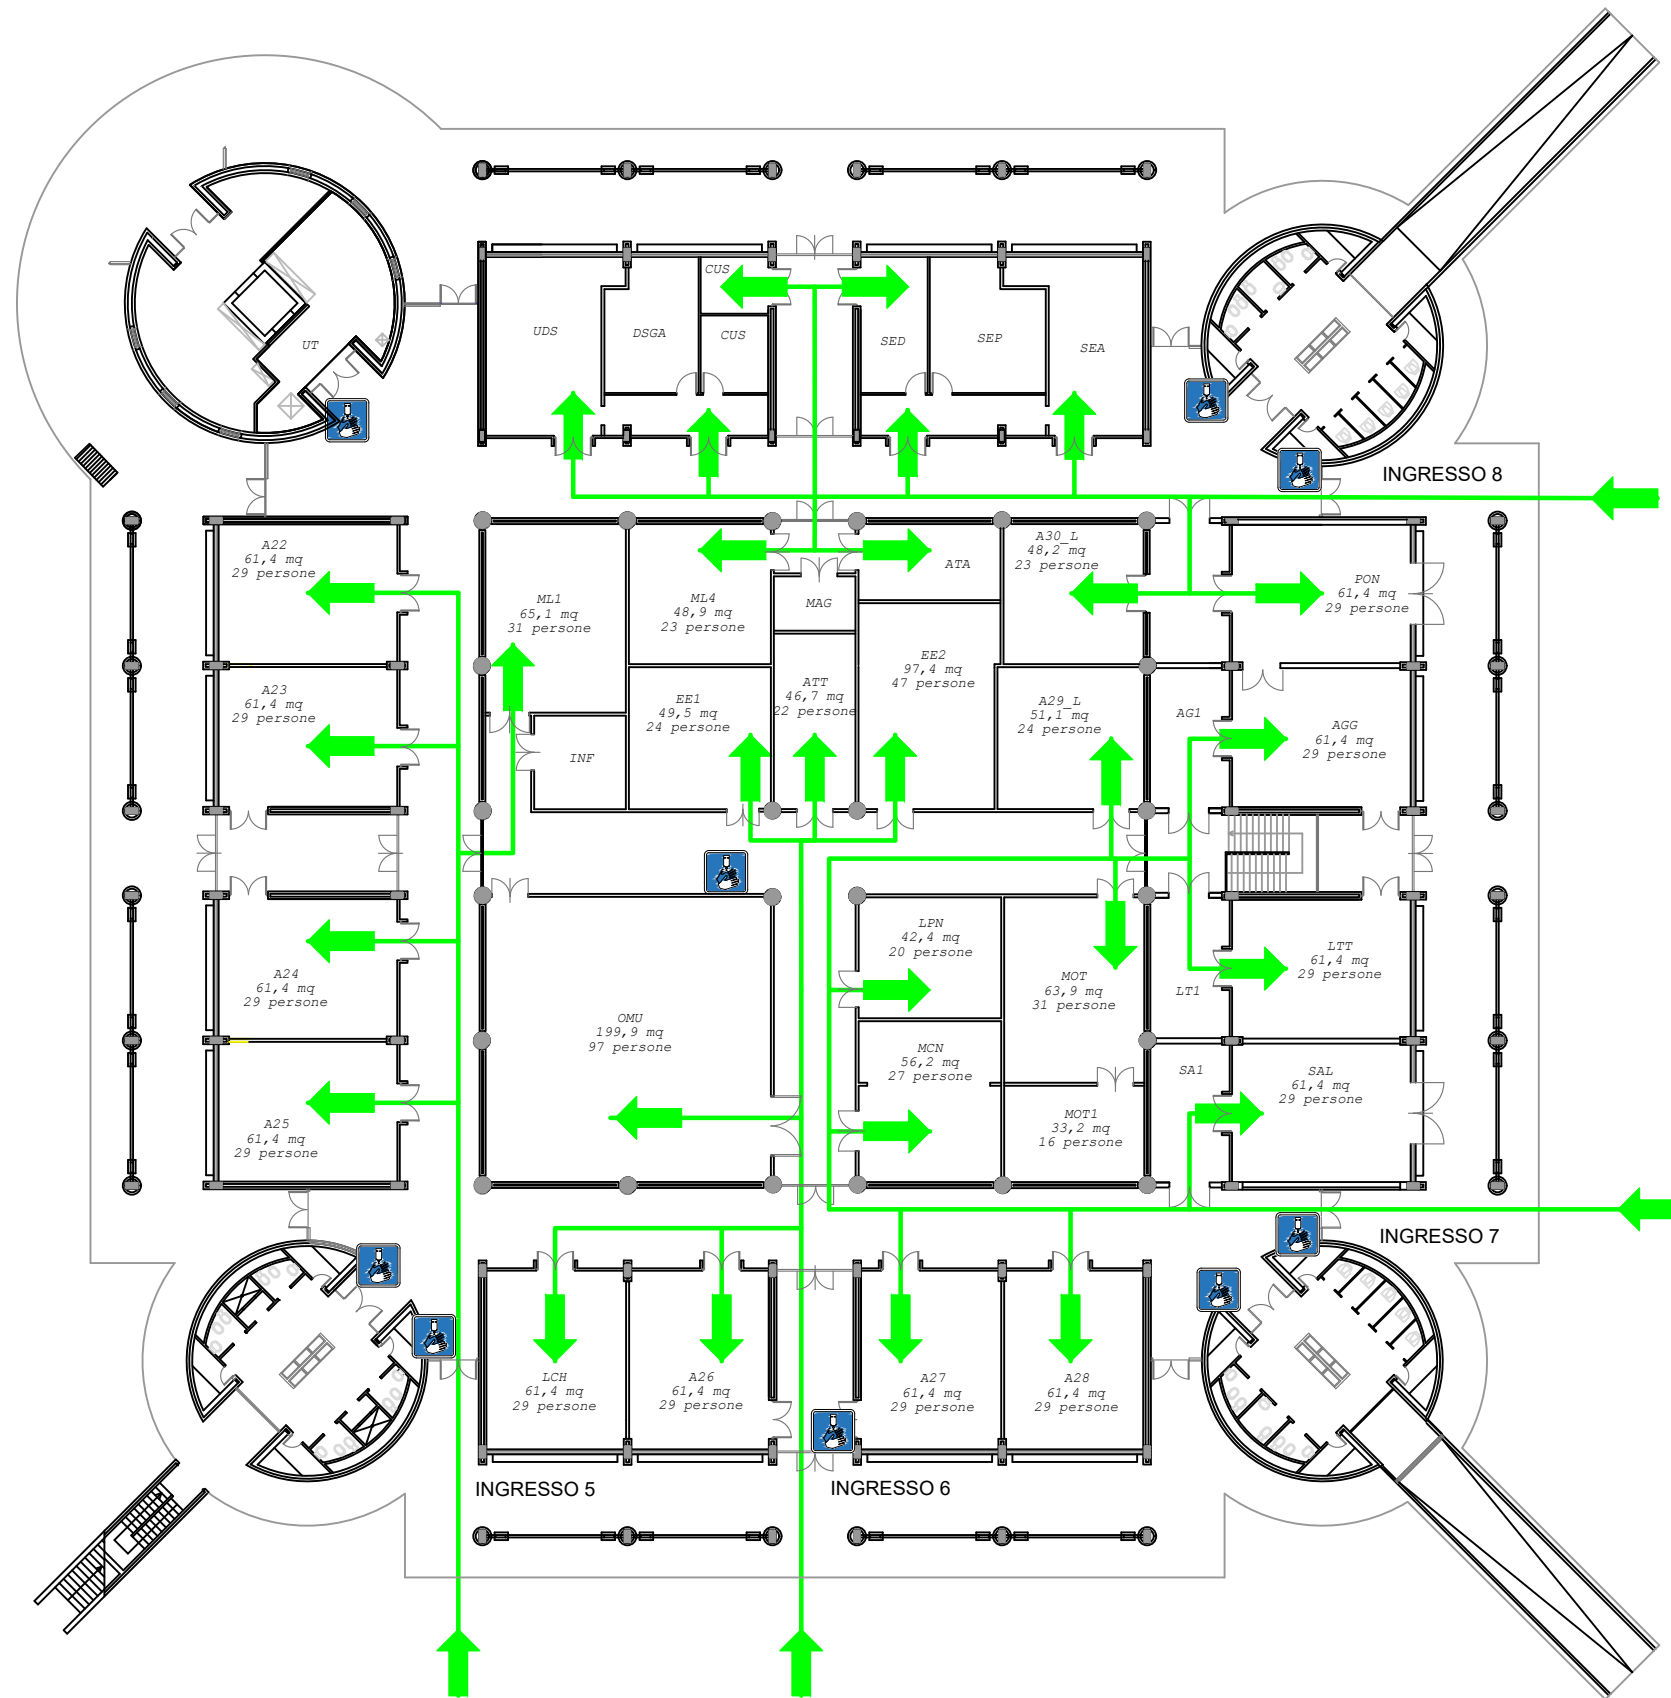 CUS
UDS
DSGA
CUS
SED
SEP
SEA
UT
INGRESSO 8
A22
61,4 mq
29 persone
ML1
65,1 mq
31 persone
ML4
48,9 mq
23 persone
MAG
ATA
A30_L
48,2 mq
23 persone
PON
61,4 mq
29 persone
A23
61,4 mq
29 persone
INF
EE1
49,5 mq
24 persone
ATT
46,7 mq
22 persone
EE2
97,4 mq
47 persone
A29_L
51,1 mq
24 persone
AG1
AGG
61,4 mq
29 persone
A24
61,4 mq
29 persone
OMU
199,9 mq
97 persone
LPN
42,4 mq
20 persone
MOT
63,9 mq
31 persone
LT1
LTT
61,4 mq
29 persone
A25
61,4 mq
29 persone
MCN
56,2 mq
27 persone
MOT1
33,2 mq
16 persone
SA1
SAL
61,4 mq
29 persone
INGRESSO 7
LCH
61,4 mq
29 persone
A26
61,4 mq
29 persone
A27
61,4 mq
29 persone
A28
61,4 mq
29 persone
INGRESSO 5
INGRESSO 6